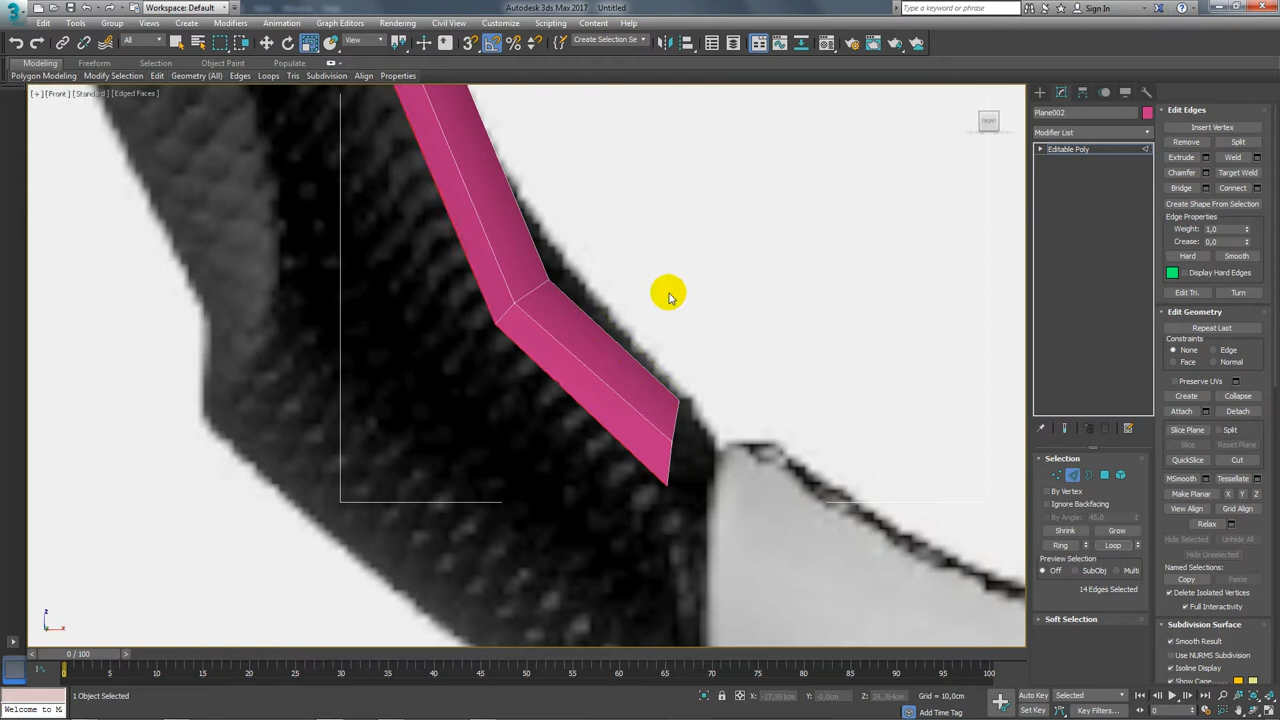 Workspace: Default
Autodesk 3ds Max 2017    Untitled
Type a keyword or phrase
Sign In
Edit Tools Group Views Create Modifiers Animation Graph Editors Rendering Civil View Customize Scripting Content Help
All
View
Create Selection Se
Modeling Freeform Selection Object Paint Populate
Polygon Modeling Modify Selection Edit Geometry (All) Edges Loops Tris Subdivision Align Properties
[+] [Front] [Standard] [Edged Faces]
FRONT
Plane002
Modifier List
Editable Poly
Selection
By Vertex
Ignore Backfacing
By Angle: 45,0
Shrink Grow
Ring Loop
Preview Selection
Off SubObj Multi
14 Edges Selected
Soft Selection
Edit Edges
Insert Vertex
Remove Split
Extrude Weld
Chamfer Target Weld
Bridge Connect
Create Shape From Selection
Edge Properties
Weight: 1,0
Crease: 0,0
Hard Smooth
Display Hard Edges
Edit Tri. Turn
Edit Geometry
Repeat Last
Constraints
None Edge
Face Normal
Preserve UVs
Create Collapse
Attach Detach
Slice Plane Split
Slice Reset Plane
QuickSlice Cut
MSmooth Tessellate
Make Planar X Y Z
View Align Grid Align
Relax
Hide Selected Unhide All
Hide Unselected
Named Selections:
Copy Paste
Delete Isolated Vertices
Full Interactivity
Subdivision Surface
Smooth Result
Use NURMS Subdivision
Isoline Display
Show Cage
z
x
0 / 100
0 5 10 15 20 25 30 35 40 45 50 55 60 65 70 75 80 85 90 95 100
1 Object Selected
X: -17,391cm Y: -0,0cm Z: 24,764cm Grid = 10,0cm
Auto Key Selected
Welcome to M
Add Time Tag
Set Key Key Filters... 0